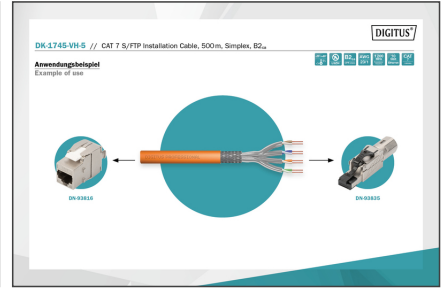 DIGITUS®
DK-1745-VH-5 // CAT 7 S/FTP Installation Cable, 500 m, Simplex, B2ca
Anwendungsbeispiel
Example of use
DN-93616
DN-93635